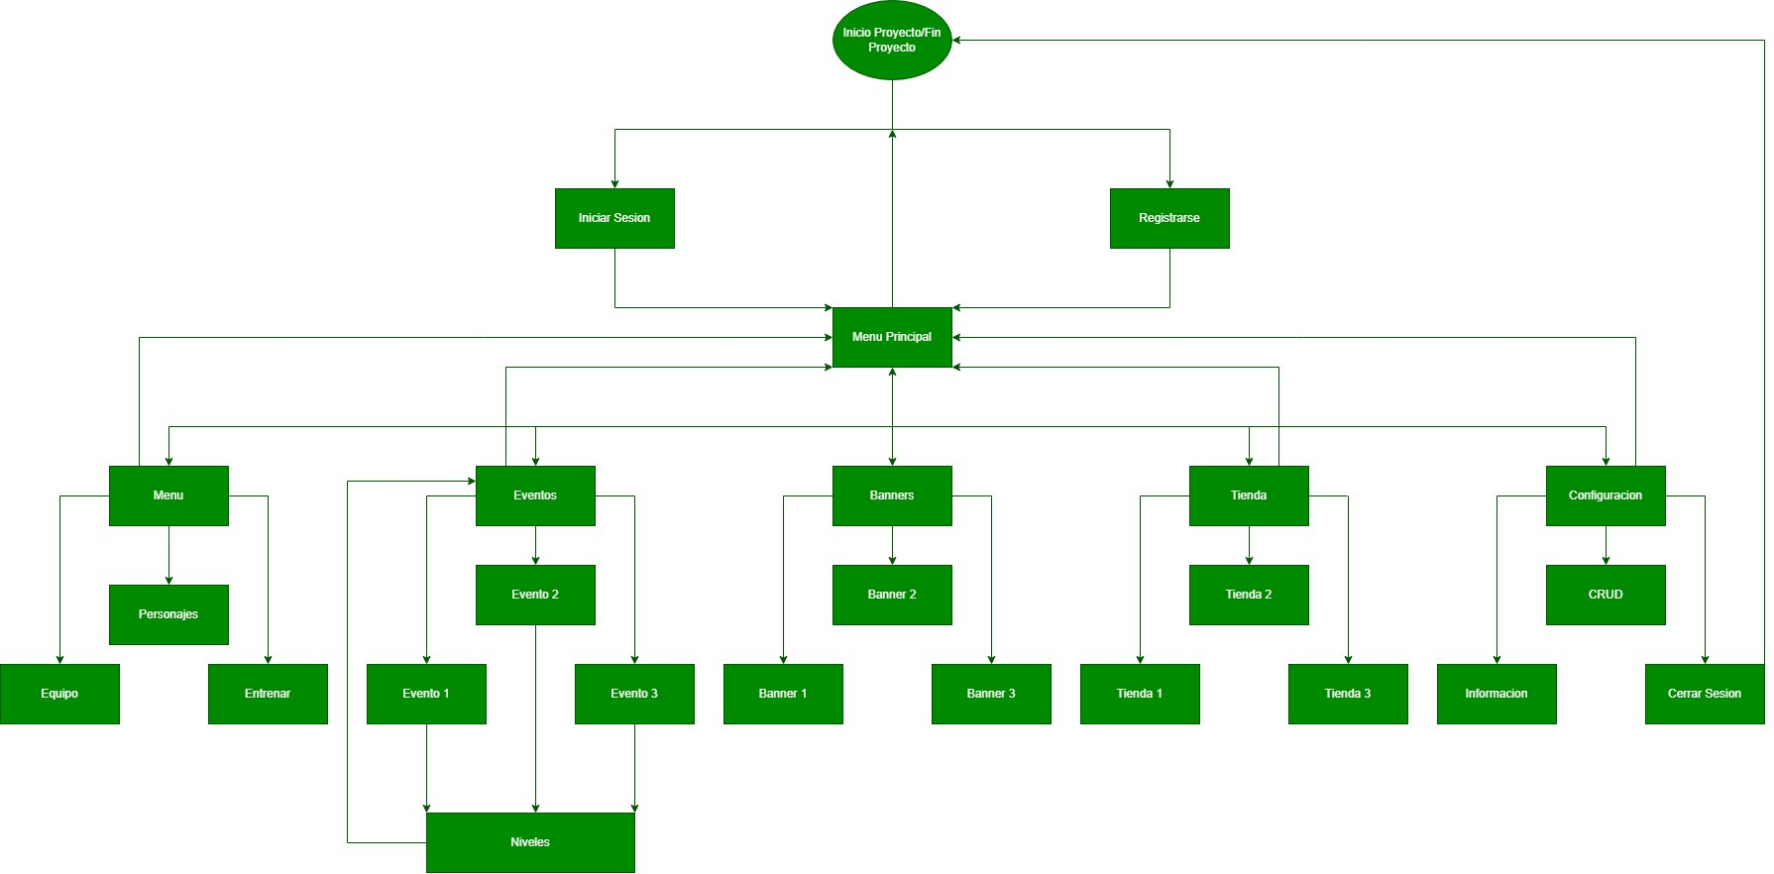 Inicio Proyecto/Fin
Proyecto
Iniciar Sesion
Registrarse
Menu Principal
Menu
Eventos
Banners
Tienda
Configuracion
Personajes
Evento 2
Banner 2
Tienda 2
CRUD
Equipo
Entrenar
Evento 1
Evento 3
Banner 1
Banner 3
Tienda 1
Tienda 3
Informacion
Cerrar Sesion
Niveles